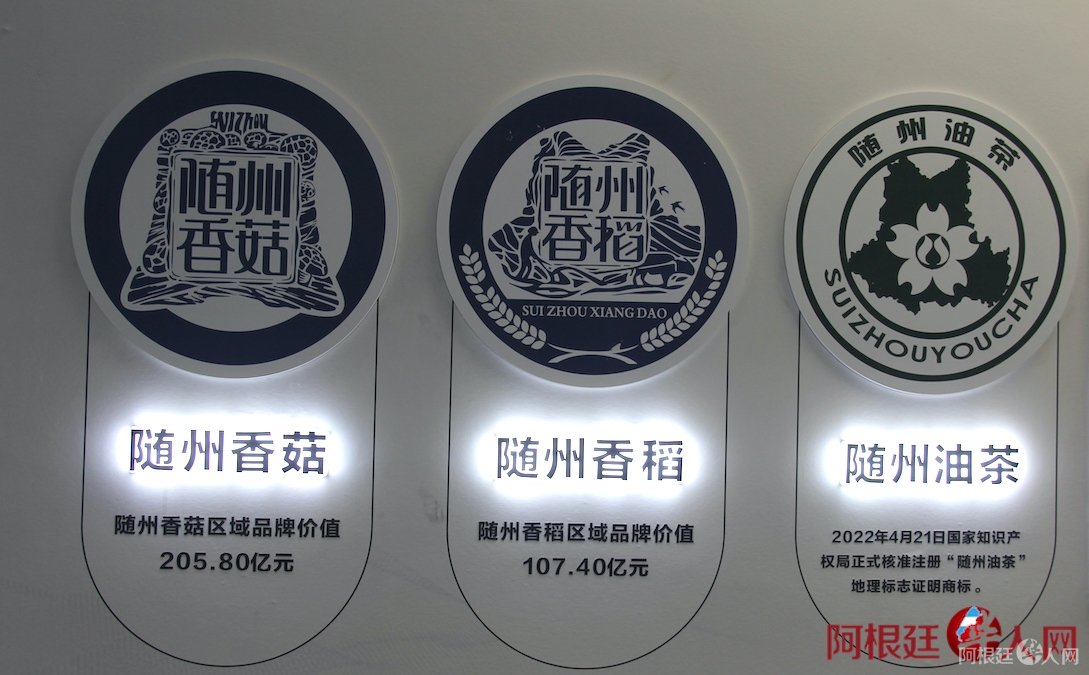 SUIZhou
随州
香菇
随州香菇
随州香菇区域品牌价值
205.80亿元
随州
香稻
SUI ZHOU XIANG DAO
随州香稻
随州香稻区域品牌价值
107.40亿元
随州油茶
SUIZHOUYOUCHA
随州油茶
2022年4月21日国家知识产
权局正式核准注册“随州油茶”
地理标志证明商标。
阿根廷华人网
阿根廷华人网